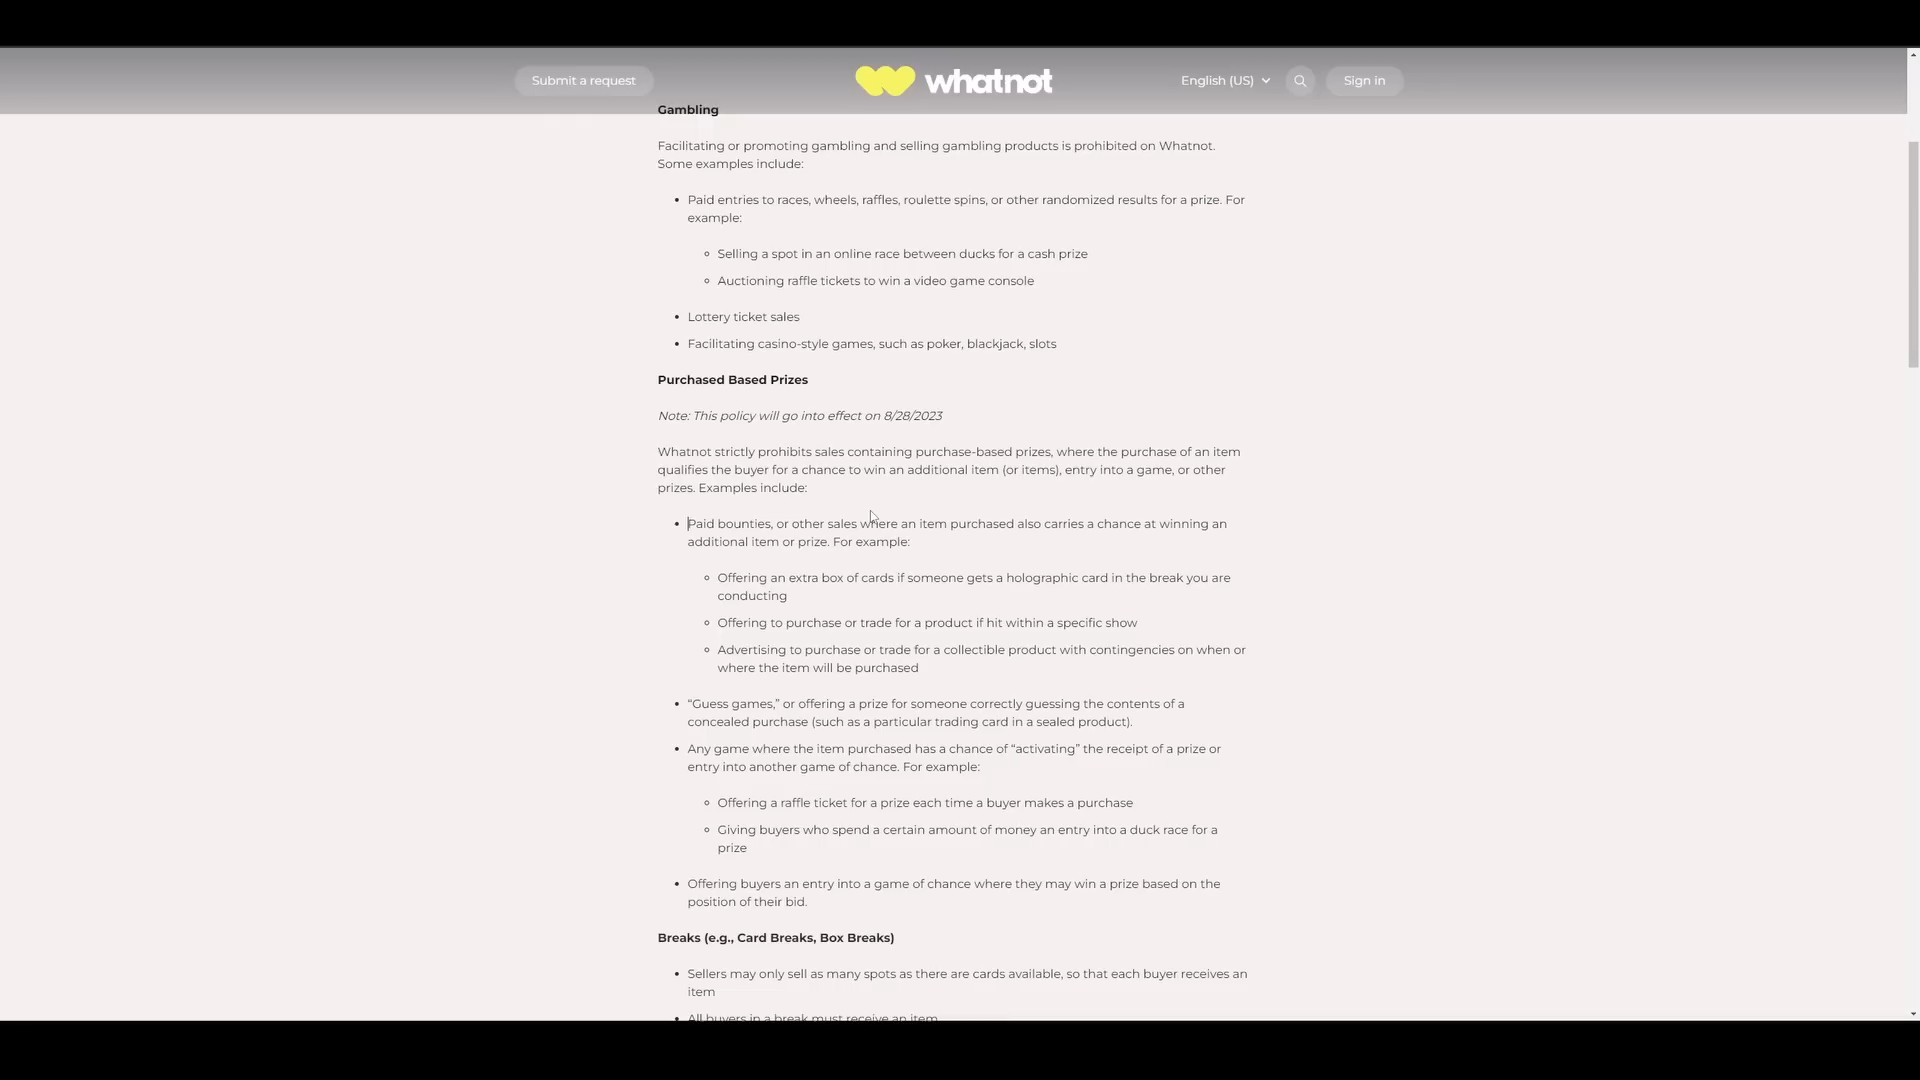 Submit a request
whatnot
English (US)
Sign in
Gambling
Facilitating or promoting gambling and selling gambling products is prohibited on Whatnot.
Some examples include:
• Paid entries to races, wheels, raffles, roulette spins, or other randomized results for a prize. For
example:
◦ Selling a spot in an online race between ducks for a cash prize
◦ Auctioning raffle tickets to win a video game console
• Lottery ticket sales
• Facilitating casino-style games, such as poker, blackjack, slots
Purchased Based Prizes
Note: This policy will go into effect on 8/28/2023
Whatnot strictly prohibits sales containing purchase-based prizes, where the purchase of an item
qualifies the buyer for a chance to win an additional item (or items), entry into a game, or other
prizes. Examples include:
• Paid bounties, or other sales where an item purchased also carries a chance at winning an
additional item or prize. For example:
◦ Offering an extra box of cards if someone gets a holographic card in the break you are
conducting
◦ Offering to purchase or trade for a product if hit within a specific show
◦ Advertising to purchase or trade for a collectible product with contingencies on when or
where the item will be purchased
• “Guess games,” or offering a prize for someone correctly guessing the contents of a
concealed purchase (such as a particular trading card in a sealed product).
• Any game where the item purchased has a chance of “activating” the receipt of a prize or
entry into another game of chance. For example:
◦ Offering a raffle ticket for a prize each time a buyer makes a purchase
◦ Giving buyers who spend a certain amount of money an entry into a duck race for a
prize
• Offering buyers an entry into a game of chance where they may win a prize based on the
position of their bid.
Breaks (e.g., Card Breaks, Box Breaks)
• Sellers may only sell as many spots as there are cards available, so that each buyer receives an
item
• All buyers in a break must receive an item